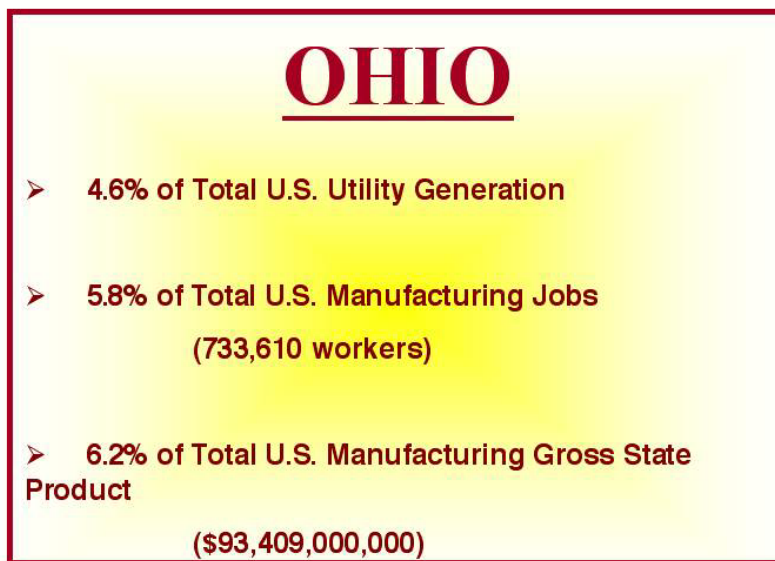 OHIO
➢ 4.6% of Total U.S. Utility Generation
➢ 5.8% of Total U.S. Manufacturing Jobs
(733,610 workers)
➢ 6.2% of Total U.S. Manufacturing Gross State
Product
($93,409,000,000)